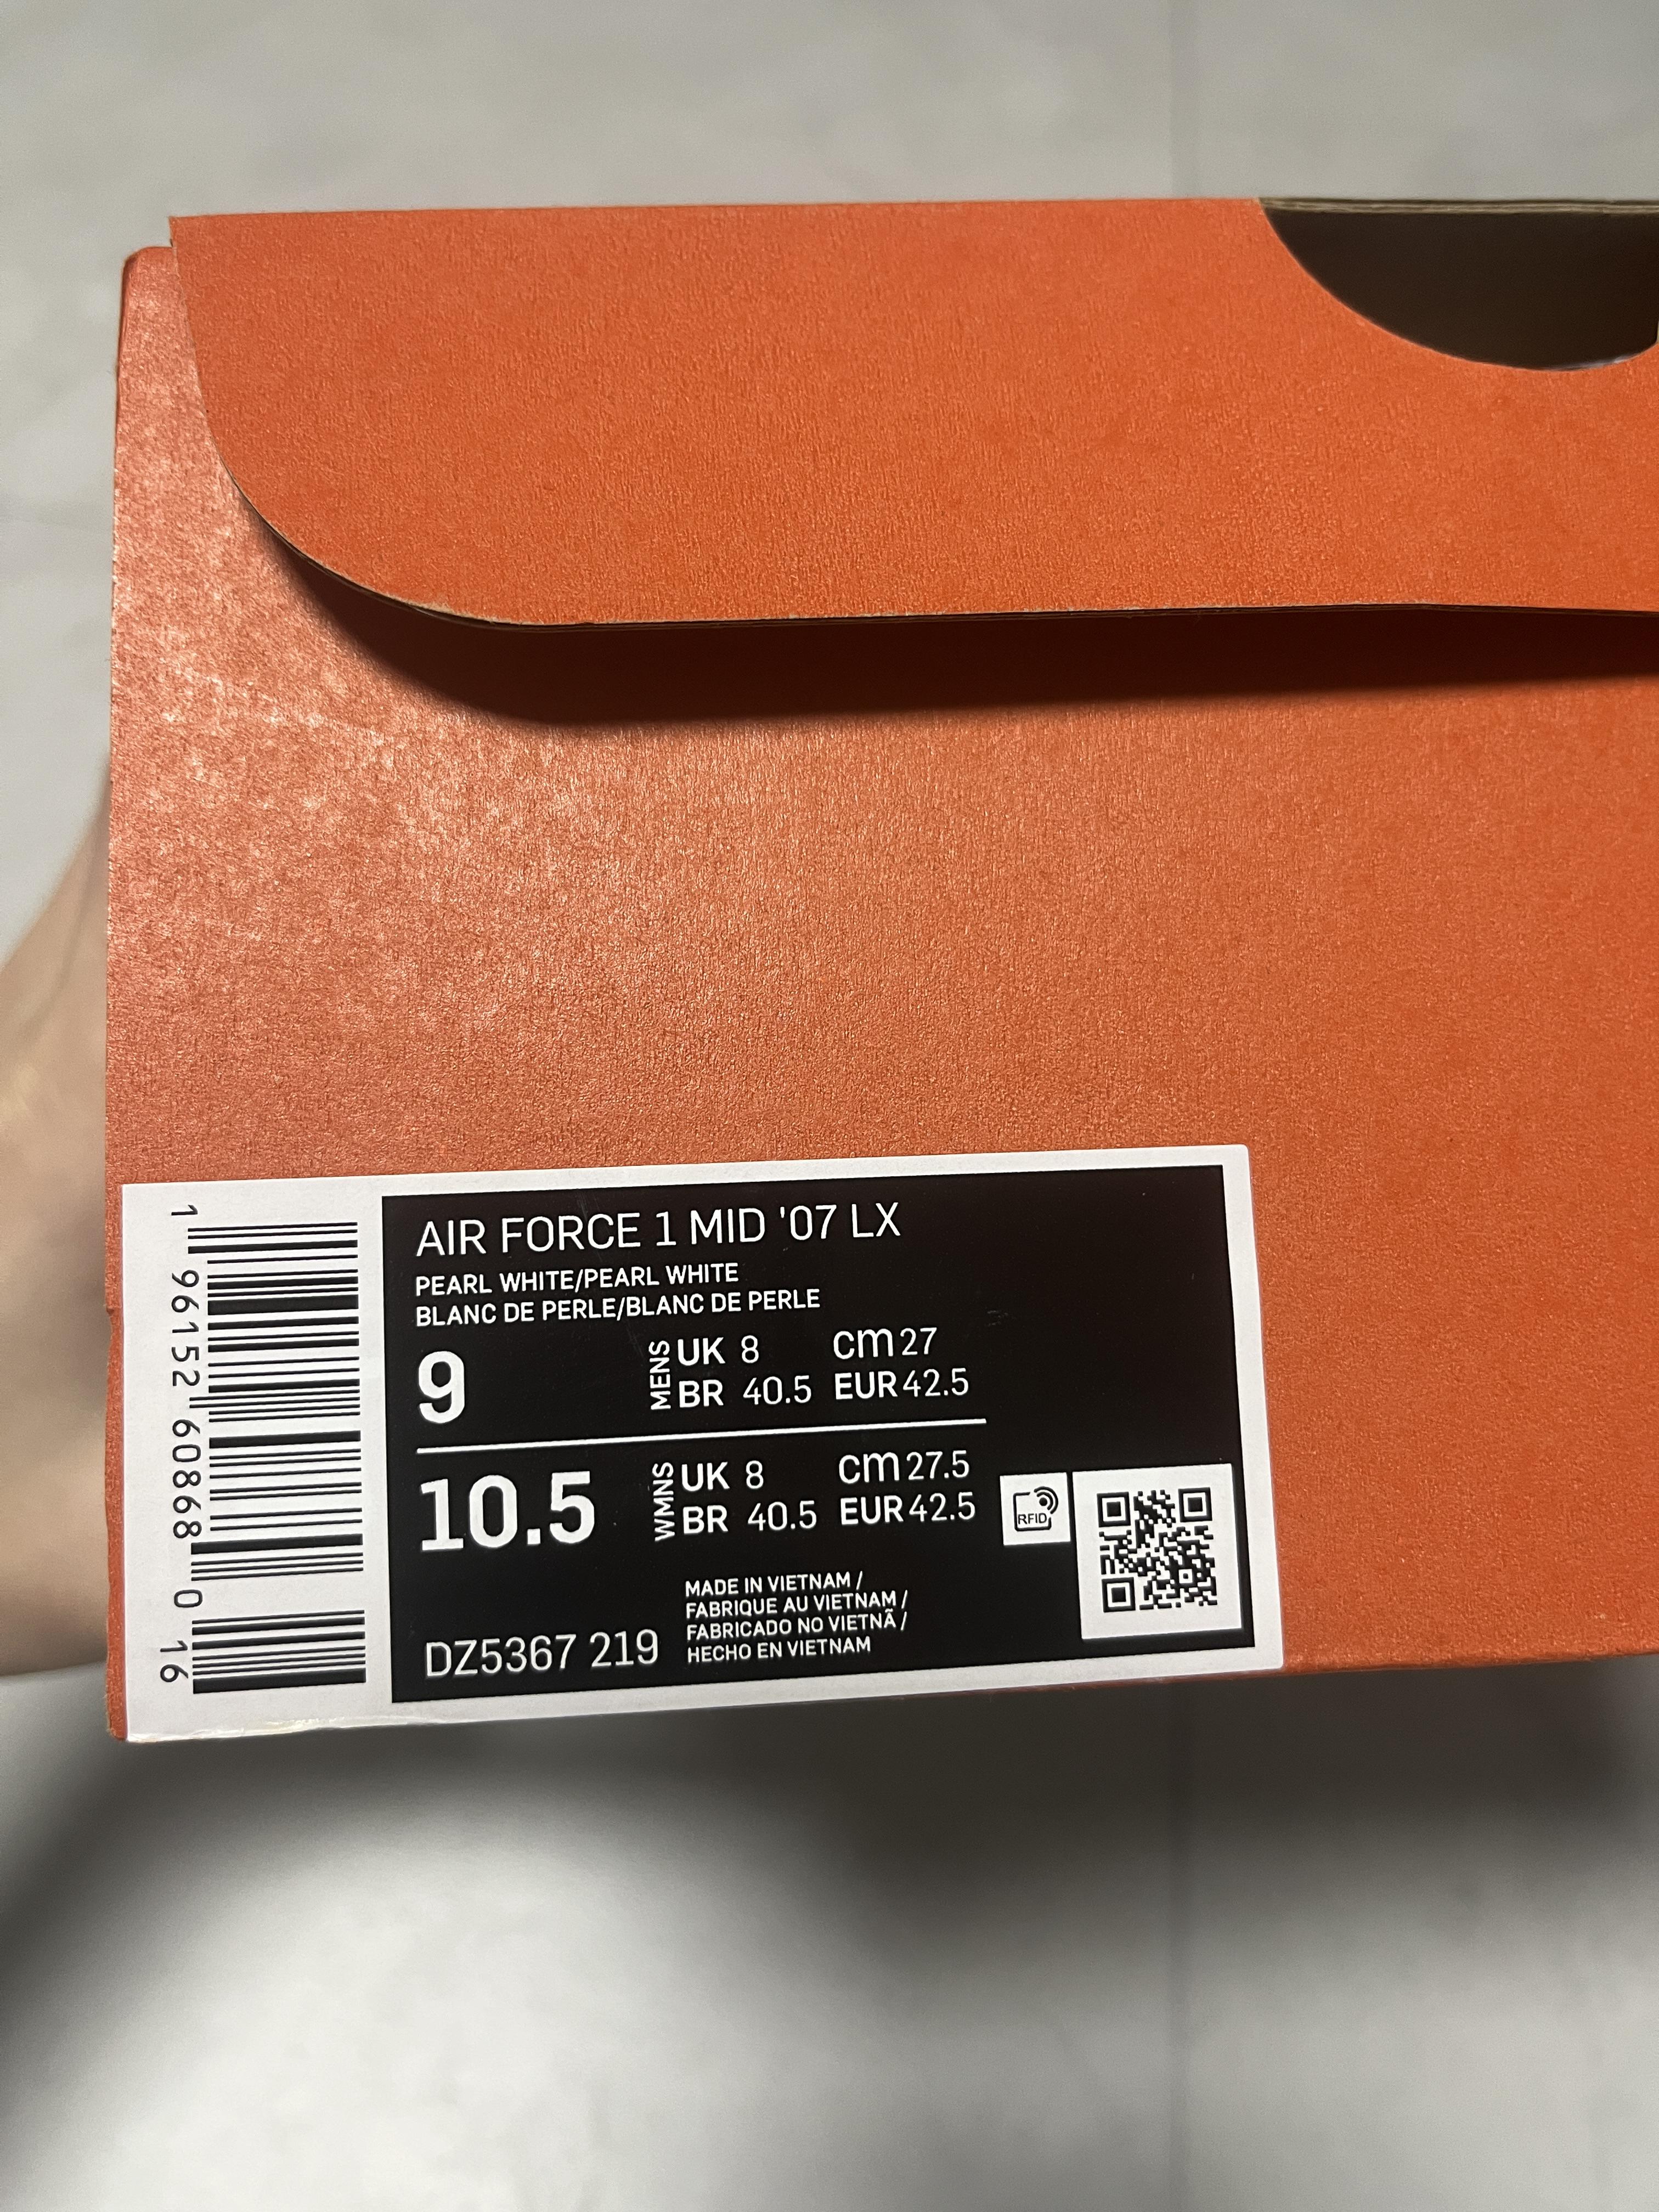 AIR FORCE 1 MID '07 LX
PEARL WHITE/PEARL WHITE
BLANC DE PERLE/BLANC DE PERLE
9
MENS
UK 8 cm 27
BR 40.5 EUR 42.5
10.5
WMNS
UK 8 cm 27.5
BR 40.5 EUR 42.5
RFID
MADE IN VIETNAM /
FABRIQUE AU VIETNAM /
FABRICADO NO VIETNÃ /
HECHO EN VIETNAM
DZ5367 219
1 96152 60868 0 16